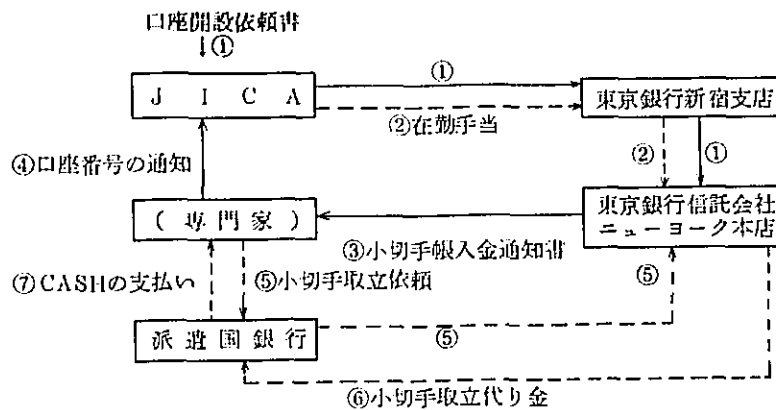 口座開設依頼書
①
J I C A
①
東京銀行新宿支店
②在勤手当
④口座番号の通知
②
①
(専門家)
東京銀行信託会社
ニューヨーク本店
③小切手帳入金通知書
⑦CASHの支払い
⑤小切手取立依頼
⑤
派遣国銀行
⑤
⑥小切手取立代り金